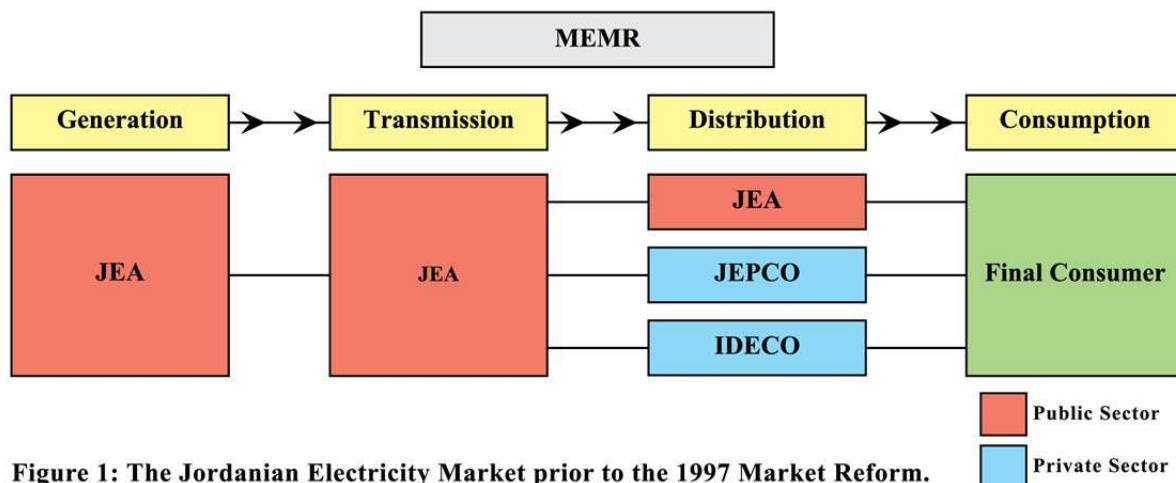 MEMR
Generation
Transmission
Distribution
Consumption
JEA
JEA
JEA
JEPCO
IDECO
Final Consumer
Public Sector
Private Sector
Figure 1: The Jordanian Electricity Market prior to the 1997 Market Reform.